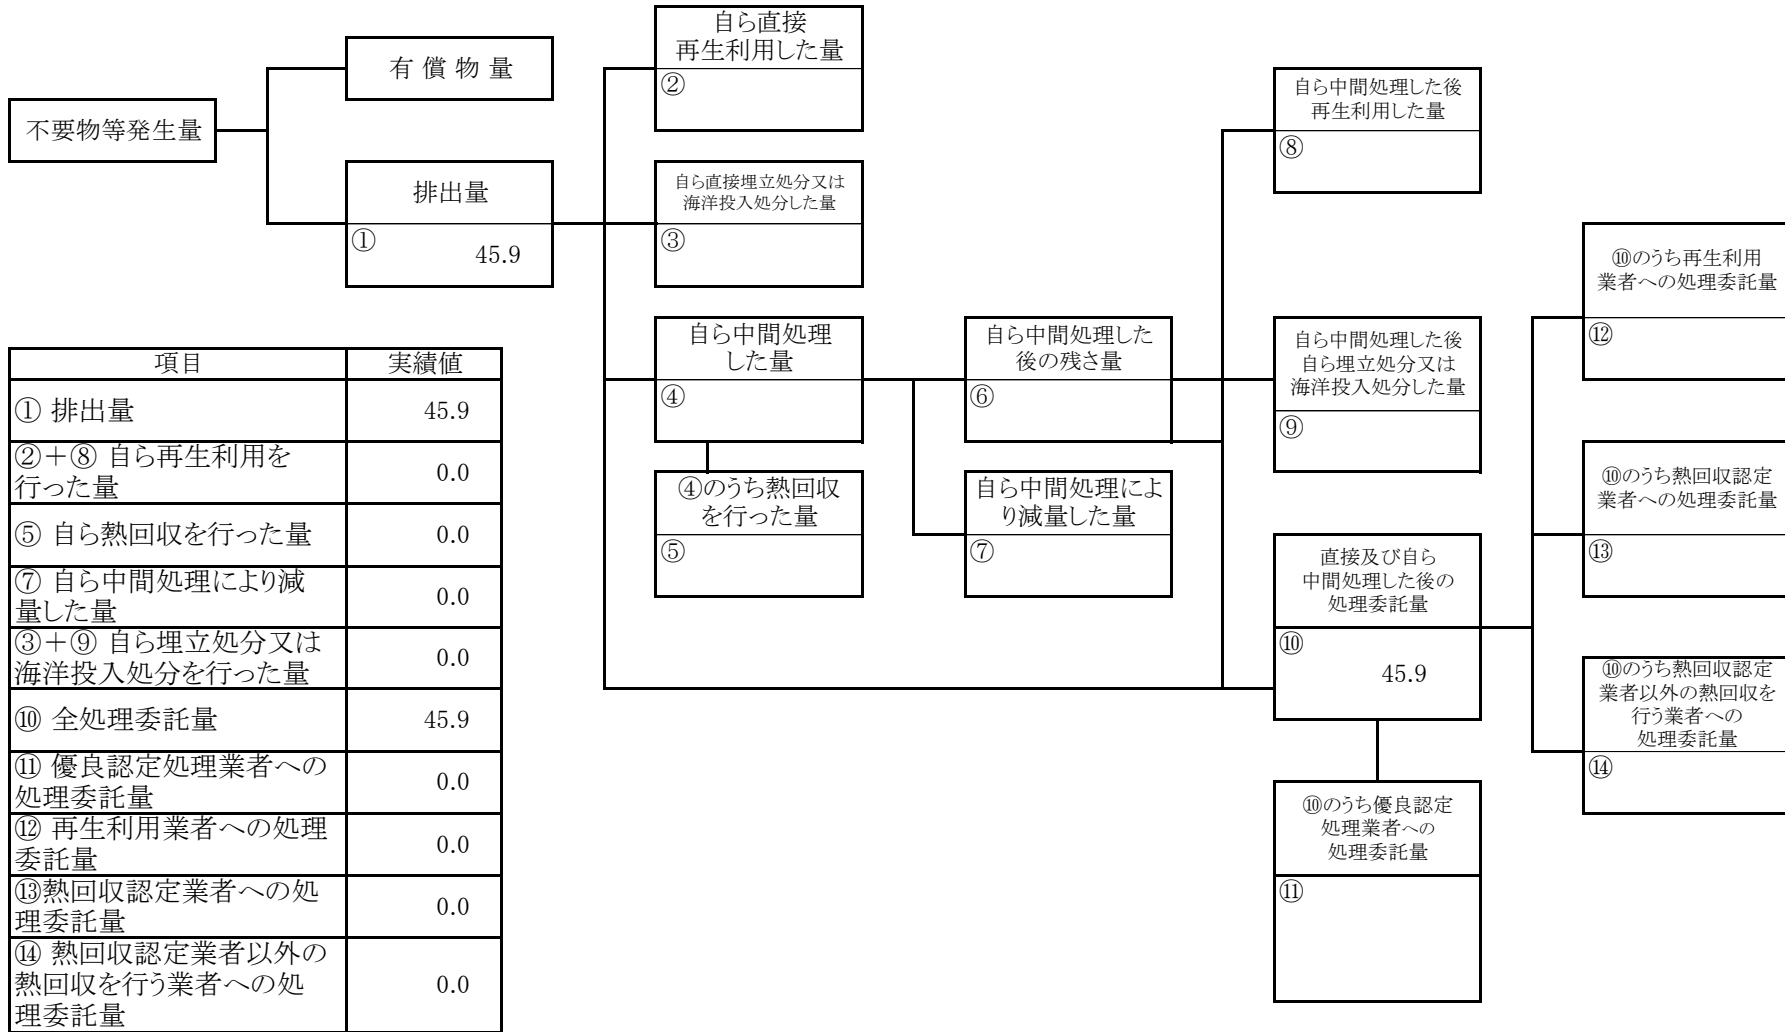 不要物等発生量
有 償 物 量
排出量
①
45.9
自ら直接
再生利用した量
②
自ら直接埋立処分又は
海洋投入処分した量
③
自ら中間処理
した量
④
④のうち熱回収
を行った量
⑤
自ら中間処理した
後の残さ量
⑥
自ら中間処理によ
り減量した量
⑦
自ら中間処理した後
再生利用した量
⑧
自ら中間処理した後
自ら埋立処分又は
海洋投入処分した量
⑨
直接及び自ら
中間処理した後の
処理委託量
⑩
45.9
⑩のうち優良認定
処理業者への
処理委託量
⑪
⑩のうち再生利用
業者への処理委託量
⑫
⑩のうち熱回収認定
業者への処理委託量
⑬
⑩のうち熱回収認定
業者以外の熱回収を
行う業者への
処理委託量
⑭
項目 実績値
① 排出量 45.9
②+⑧ 自ら再生利用を
行った量 0.0
⑤ 自ら熱回収を行った量 0.0
⑦ 自ら中間処理により減
量した量 0.0
③+⑨ 自ら埋立処分又は
海洋投入処分を行った量 0.0
⑩ 全処理委託量 45.9
⑪ 優良認定処理業者への
処理委託量 0.0
⑫ 再生利用業者への処理
委託量 0.0
⑬熱回収認定業者への処
理委託量 0.0
⑭ 熱回収認定業者以外の
熱回収を行う業者への処
理委託量 0.0